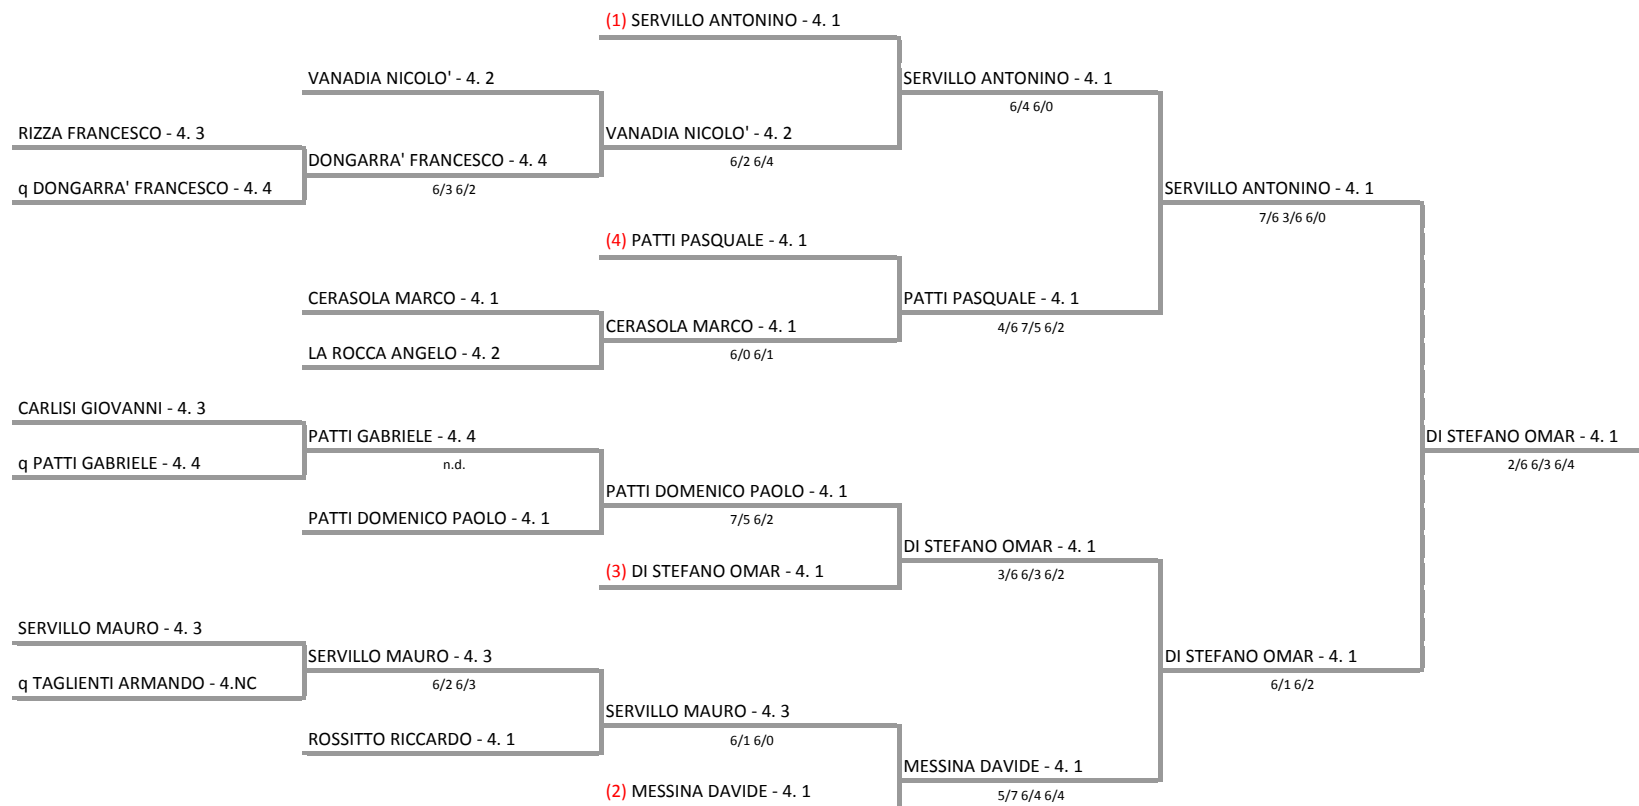 (1) SERVILLO ANTONINO - 4. 1
VANADIA NICOLO' - 4. 2
SERVILLO ANTONINO - 4. 1
6/4 6/0
RIZZA FRANCESCO - 4. 3
VANADIA NICOLO' - 4. 2
DONGARRA' FRANCESCO - 4. 4
6/2 6/4
q DONGARRA' FRANCESCO - 4. 4
6/3 6/2
SERVILLO ANTONINO - 4. 1
7/6 3/6 6/0
(4) PATTI PASQUALE - 4. 1
CERASOLA MARCO - 4. 1
PATTI PASQUALE - 4. 1
CERASOLA MARCO - 4. 1
4/6 7/5 6/2
LA ROCCA ANGELO - 4. 2
6/0 6/1
CARLISI GIOVANNI - 4. 3
PATTI GABRIELE - 4. 4
DI STEFANO OMAR - 4. 1
q PATTI GABRIELE - 4. 4
n.d.
2/6 6/3 6/4
PATTI DOMENICO PAOLO - 4. 1
PATTI DOMENICO PAOLO - 4. 1
7/5 6/2
DI STEFANO OMAR - 4. 1
(3) DI STEFANO OMAR - 4. 1
3/6 6/3 6/2
SERVILLO MAURO - 4. 3
SERVILLO MAURO - 4. 3
DI STEFANO OMAR - 4. 1
q TAGLIENTI ARMANDO - 4.NC
6/2 6/3
6/1 6/2
SERVILLO MAURO - 4. 3
ROSSITTO RICCARDO - 4. 1
6/1 6/0
MESSINA DAVIDE - 4. 1
(2) MESSINA DAVIDE - 4. 1
5/7 6/4 6/4